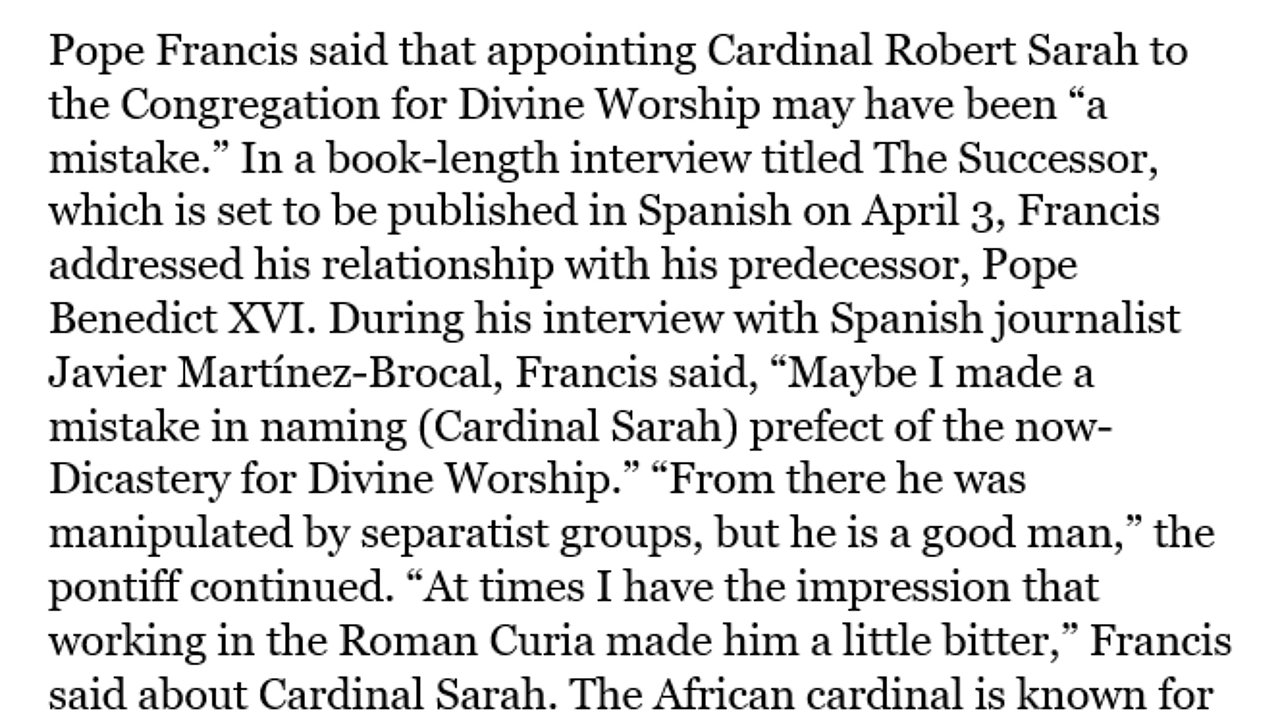 Pope Francis said that appointing Cardinal Robert Sarah to
the Congregation for Divine Worship may have been “a
mistake.” In a book-length interview titled The Successor,
which is set to be published in Spanish on April 3, Francis
addressed his relationship with his predecessor, Pope
Benedict XVI. During his interview with Spanish journalist
Javier Martínez-Brocal, Francis said, “Maybe I made a
mistake in naming (Cardinal Sarah) prefect of the now-
Dicastery for Divine Worship.” “From there he was
manipulated by separatist groups, but he is a good man,” the
pontiff continued. “At times I have the impression that
working in the Roman Curia made him a little bitter,” Francis
said about Cardinal Sarah. The African cardinal is known for